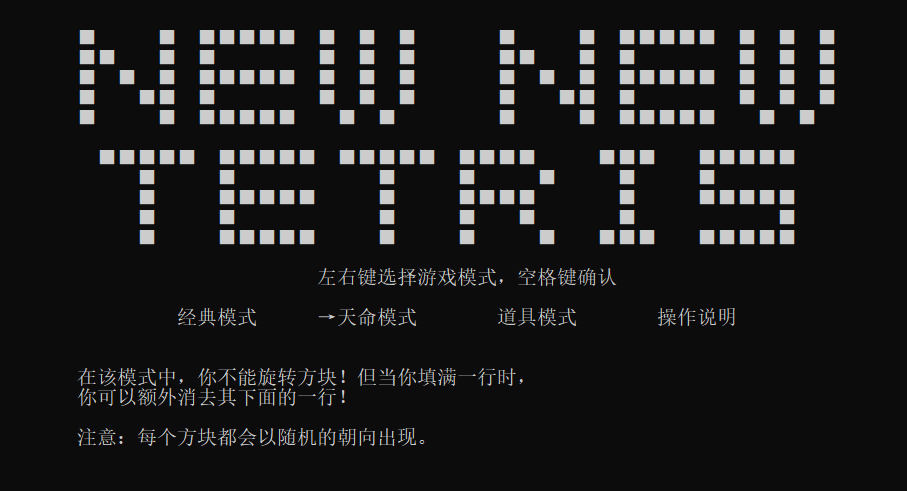 NEW NEW
TETRIS
左右键选择游戏模式，空格键确认
经典模式 →天命模式 道具模式 操作说明
在该模式中，你不能旋转方块！但当你填满一行时，
你可以额外消去其下面的一行！
注意：每个方块都会以随机的朝向出现。